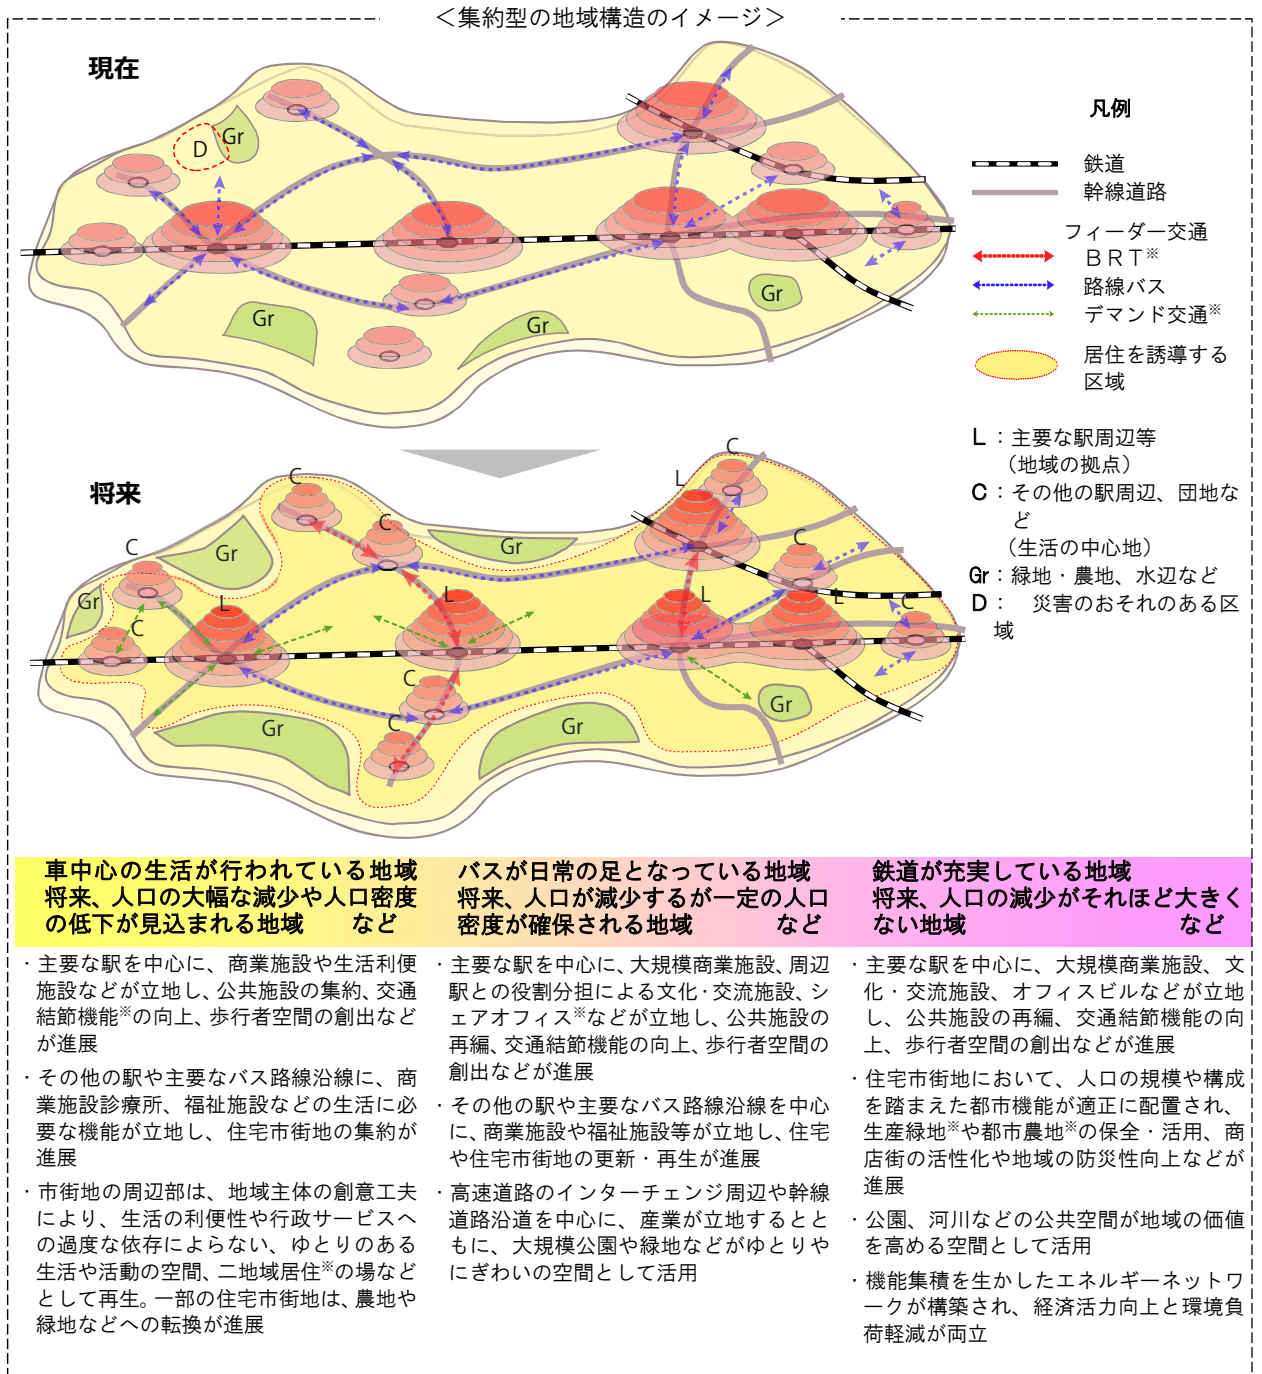 ＜集約型の地域構造のイメージ＞
現在
D
Gr
Gr
Gr
Gr
凡例
鉄道
幹線道路
フィーダー交通
ＢＲＴ※
路線バス
デマンド交通※
居住を誘導する
区域
L：主要な駅周辺等
（地域の拠点）
C：その他の駅周辺、団地な
ど
（生活の中心地）
Gr：緑地・農地、水辺など
D：　災害のおそれのある区
域
将来
C
C
L
C
C
Gr
Gr
C
Gr
L
L
L
L
C
C
C
C
Gr
Gr
Gr
車中心の生活が行われている地域
将来、人口の大幅な減少や人口密度
の低下が見込まれる地域　　など
・主要な駅を中心に、商業施設や生活利便
施設などが立地し、公共施設の集約、交通
結節機能※の向上、歩行者空間の創出など
が進展
・その他の駅や主要なバス路線沿線に、商
業施設診療所、福祉施設などの生活に必
要な機能が立地し、住宅市街地の集約が
進展
・市街地の周辺部は、地域主体の創意工夫
により、生活の利便性や行政サービスへ
の過度な依存によらない、ゆとりのある
生活や活動の空間、二地域居住※の場など
として再生。一部の住宅市街地は、農地や
緑地などへの転換が進展
バスが日常の足となっている地域
将来、人口が減少するが一定の人口
密度が確保される地域　　　など
・主要な駅を中心に、大規模商業施設、周辺
駅との役割分担による文化・交流施設、シ
ェアオフィス※などが立地し、公共施設の
再編、交通結節機能の向上、歩行者空間の
創出などが進展
・その他の駅や主要なバス路線沿線を中心
に、商業施設や福祉施設等が立地し、住宅
や住宅市街地の更新・再生が進展
・高速道路のインターチェンジ周辺や幹線
道路沿道を中心に、産業が立地するとと
もに、大規模公園や緑地などがゆとりや
にぎわいの空間として活用
鉄道が充実している地域
将来、人口の減少がそれほど大きく
ない地域　　　　　　　　　など
・主要な駅を中心に、大規模商業施設、文
化・交流施設、オフィスビルなどが立地
し、公共施設の再編、交通結節機能の向
上、歩行者空間の創出などが進展
・住宅市街地において、人口の規模や構成
を踏まえた都市機能が適正に配置され、
生産緑地※や都市農地※の保全・活用、商
店街の活性化や地域の防災性向上などが
進展
・公園、河川などの公共空間が地域の価値
を高める空間として活用
・機能集積を生かしたエネルギーネットワ
ークが構築され、経済活力向上と環境負
荷軽減が両立